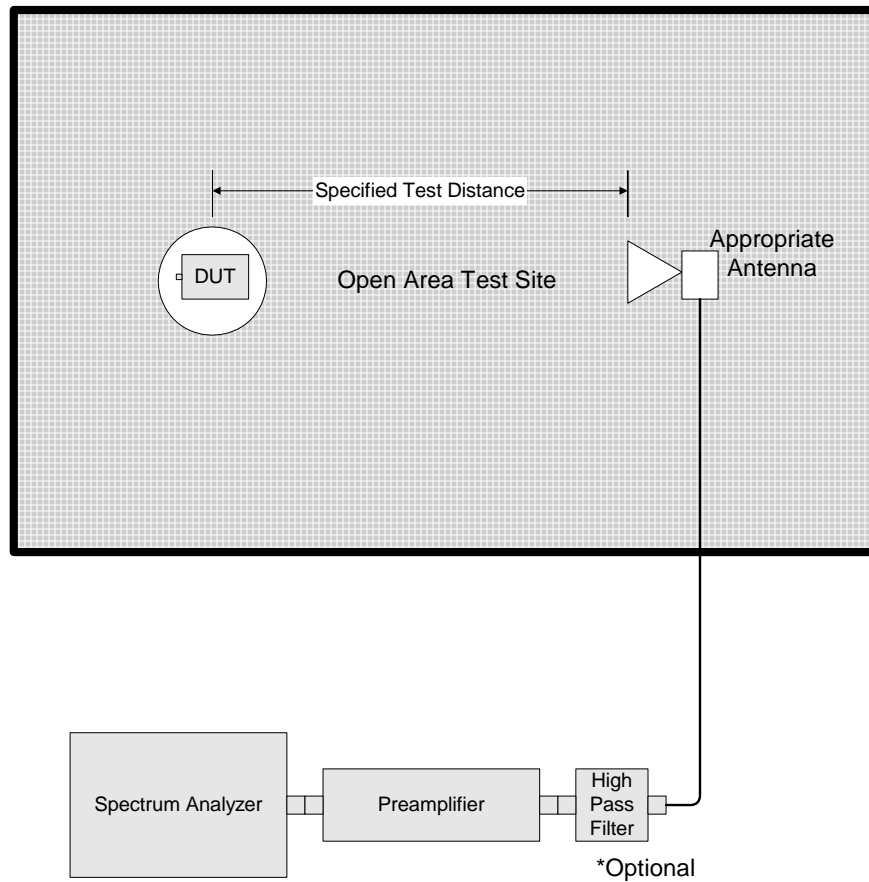 Specified Test Distance
DUT
Open Area Test Site
Appropriate
Antenna
Spectrum Analyzer
Preamplifier
High
Pass
Filter
*Optional